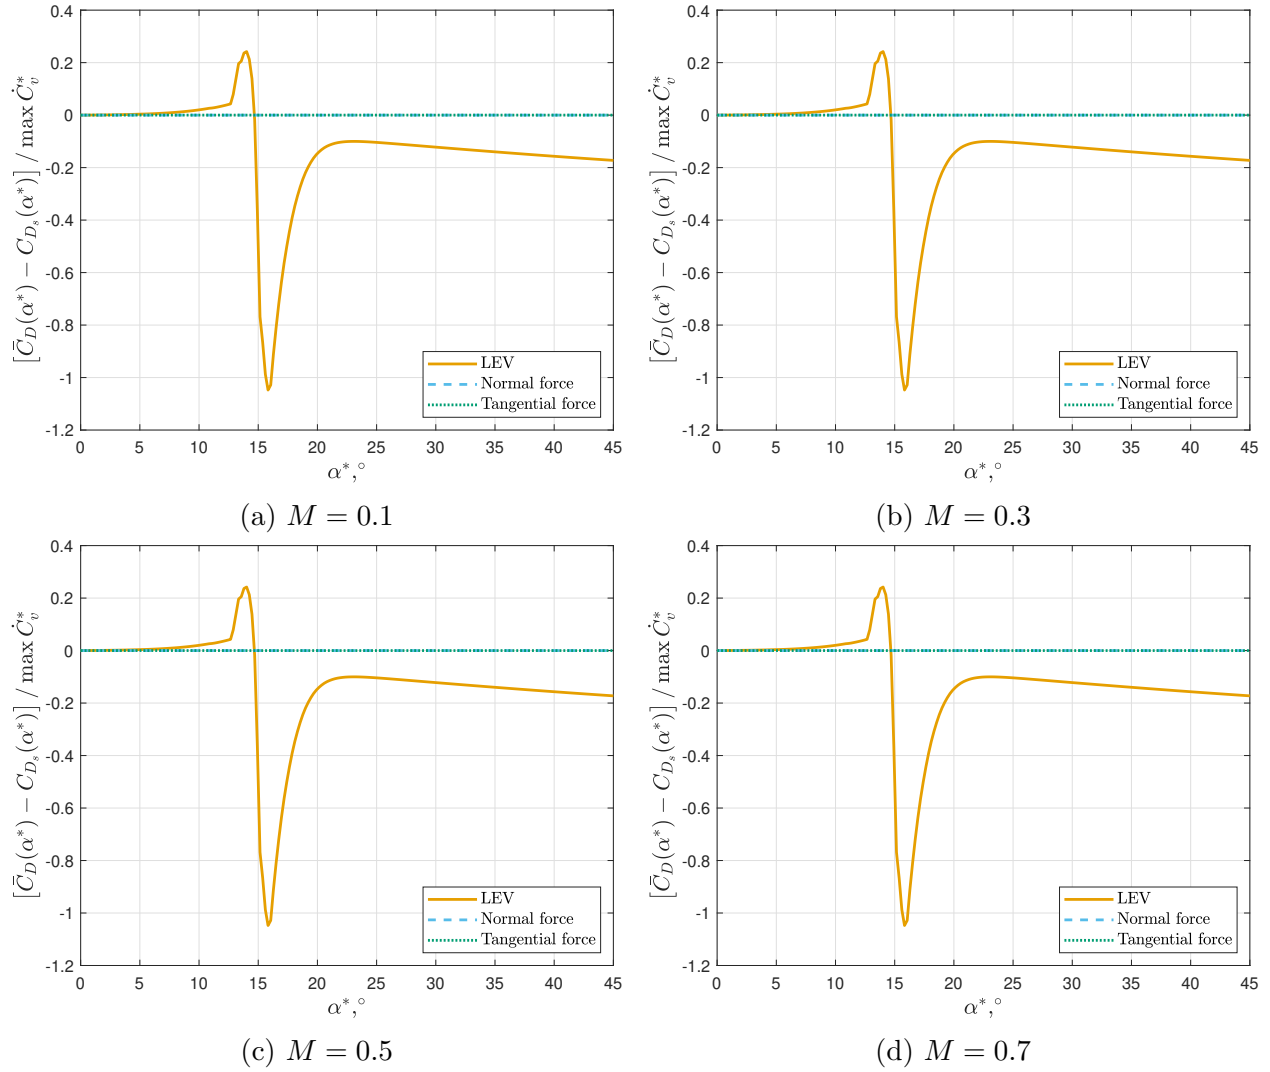 0.4
0.2
0
-0.2
-0.4
-0.6
-0.8
-1
-1.2
[C̄_D(α*) − C_{D_s}(α*)] / max Ċ_v^*
LEV
Normal force
Tangential force
0 5 10 15 20 25 30 35 40 45
α*,°
(a) M = 0.1
0.4
0.2
0
-0.2
-0.4
-0.6
-0.8
-1
-1.2
[C̄_D(α*) − C_{D_s}(α*)] / max Ċ_v^*
LEV
Normal force
Tangential force
0 5 10 15 20 25 30 35 40 45
α*,°
(b) M = 0.3
0.4
0.2
0
-0.2
-0.4
-0.6
-0.8
-1
-1.2
[C̄_D(α*) − C_{D_s}(α*)] / max Ċ_v^*
LEV
Normal force
Tangential force
0 5 10 15 20 25 30 35 40 45
α*,°
(c) M = 0.5
0.4
0.2
0
-0.2
-0.4
-0.6
-0.8
-1
-1.2
[C̄_D(α*) − C_{D_s}(α*)] / max Ċ_v^*
LEV
Normal force
Tangential force
0 5 10 15 20 25 30 35 40 45
α*,°
(d) M = 0.7